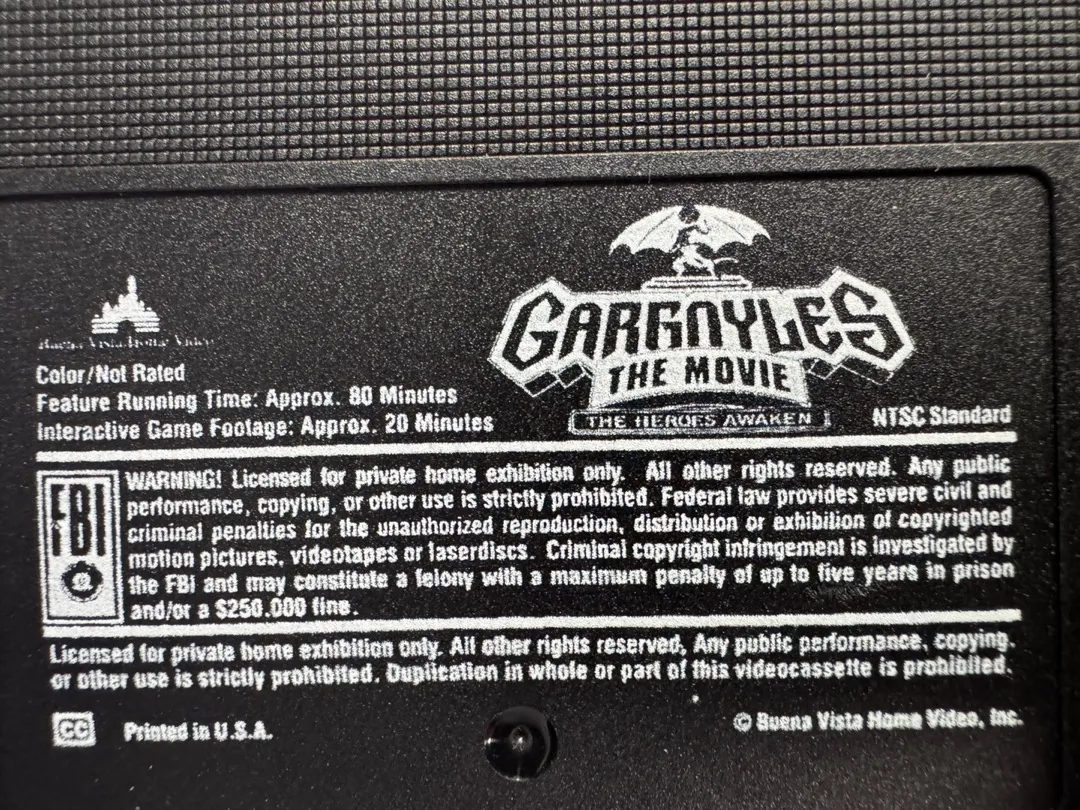 Buena Vista Home Video
Color/Not Rated
Feature Running Time: Approx. 80 Minutes
Interactive Game Footage: Approx. 20 Minutes
GARGOYLES
THE MOVIE
THE HEROES AWAKEN
NTSC Standard
FBI
WARNING! Licensed for private home exhibition only. All other rights reserved. Any public
performance, copying, or other use is strictly prohibited. Federal law provides severe civil and
criminal penalties for the unauthorized reproduction, distribution or exhibition of copyrighted
motion pictures, videotapes or laserdiscs. Criminal copyright infringement is investigated by
the FBI and may constitute a felony with a maximum penalty of up to five years in prison
and/or a $250.000 fine.
Licensed for private home exhibition only. All other rights reserved, Any public performance, copying.
or other use is strictly prohibited. Duplication in whole or part of this videocassette is prohibited.
CC Printed in U.S.A.
© Buena Vista Home Video, Inc.